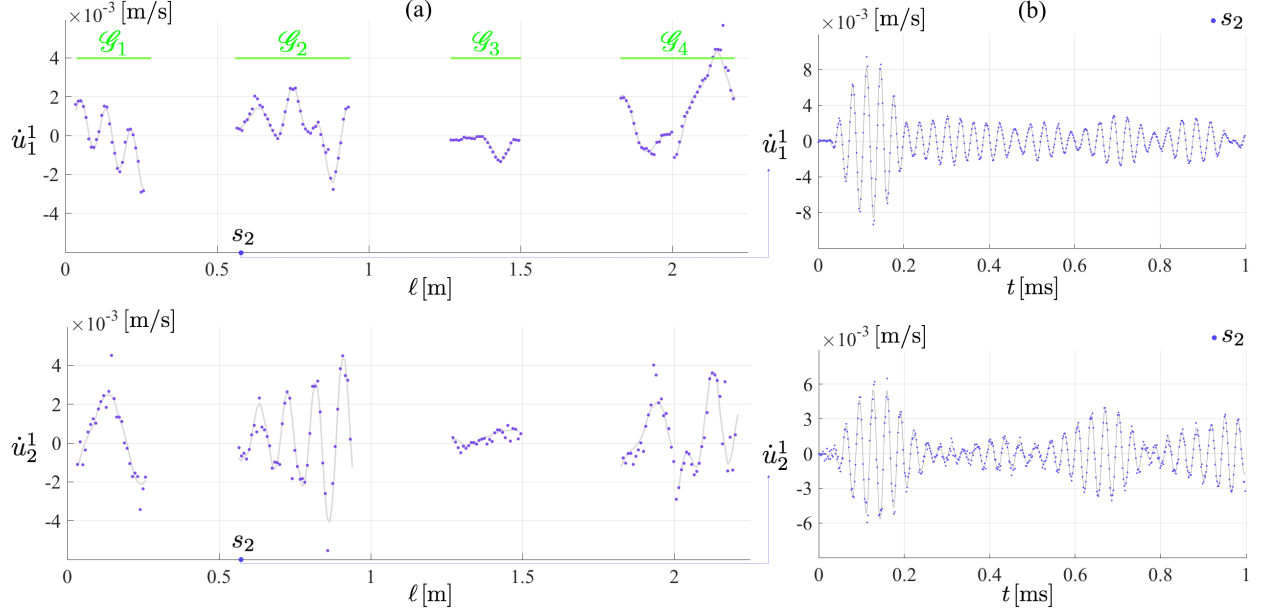 (a)
×10⁻³ [m/s]
𝒢₁ 𝒢₂ 𝒢₃ 𝒢₄
4
2
0
-2
-4
u̇₁¹
s₂
0 0.5 1 1.5 2
ℓ [m]
(b)
×10⁻³ [m/s]
s₂
8
4
0
-4
-8
u̇₁¹
0 0.2 0.4 0.6 0.8 1
t [ms]
×10⁻³ [m/s]
4
2
0
-2
-4
u̇₂¹
s₂
0 0.5 1 1.5 2
ℓ [m]
×10⁻³ [m/s]
s₂
6
3
0
-3
-6
u̇₂¹
0 0.2 0.4 0.6 0.8 1
t [ms]